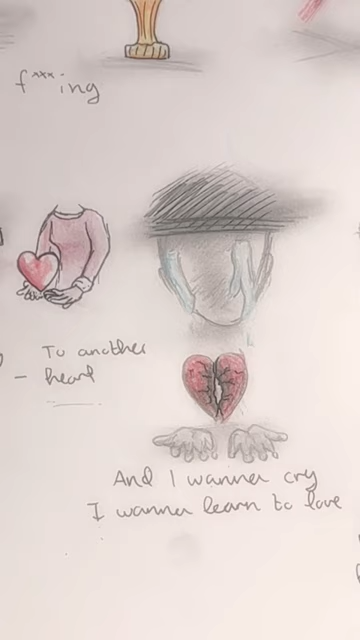 f***ing
To another
- heart
And I wanna cry
I wanna learn to love